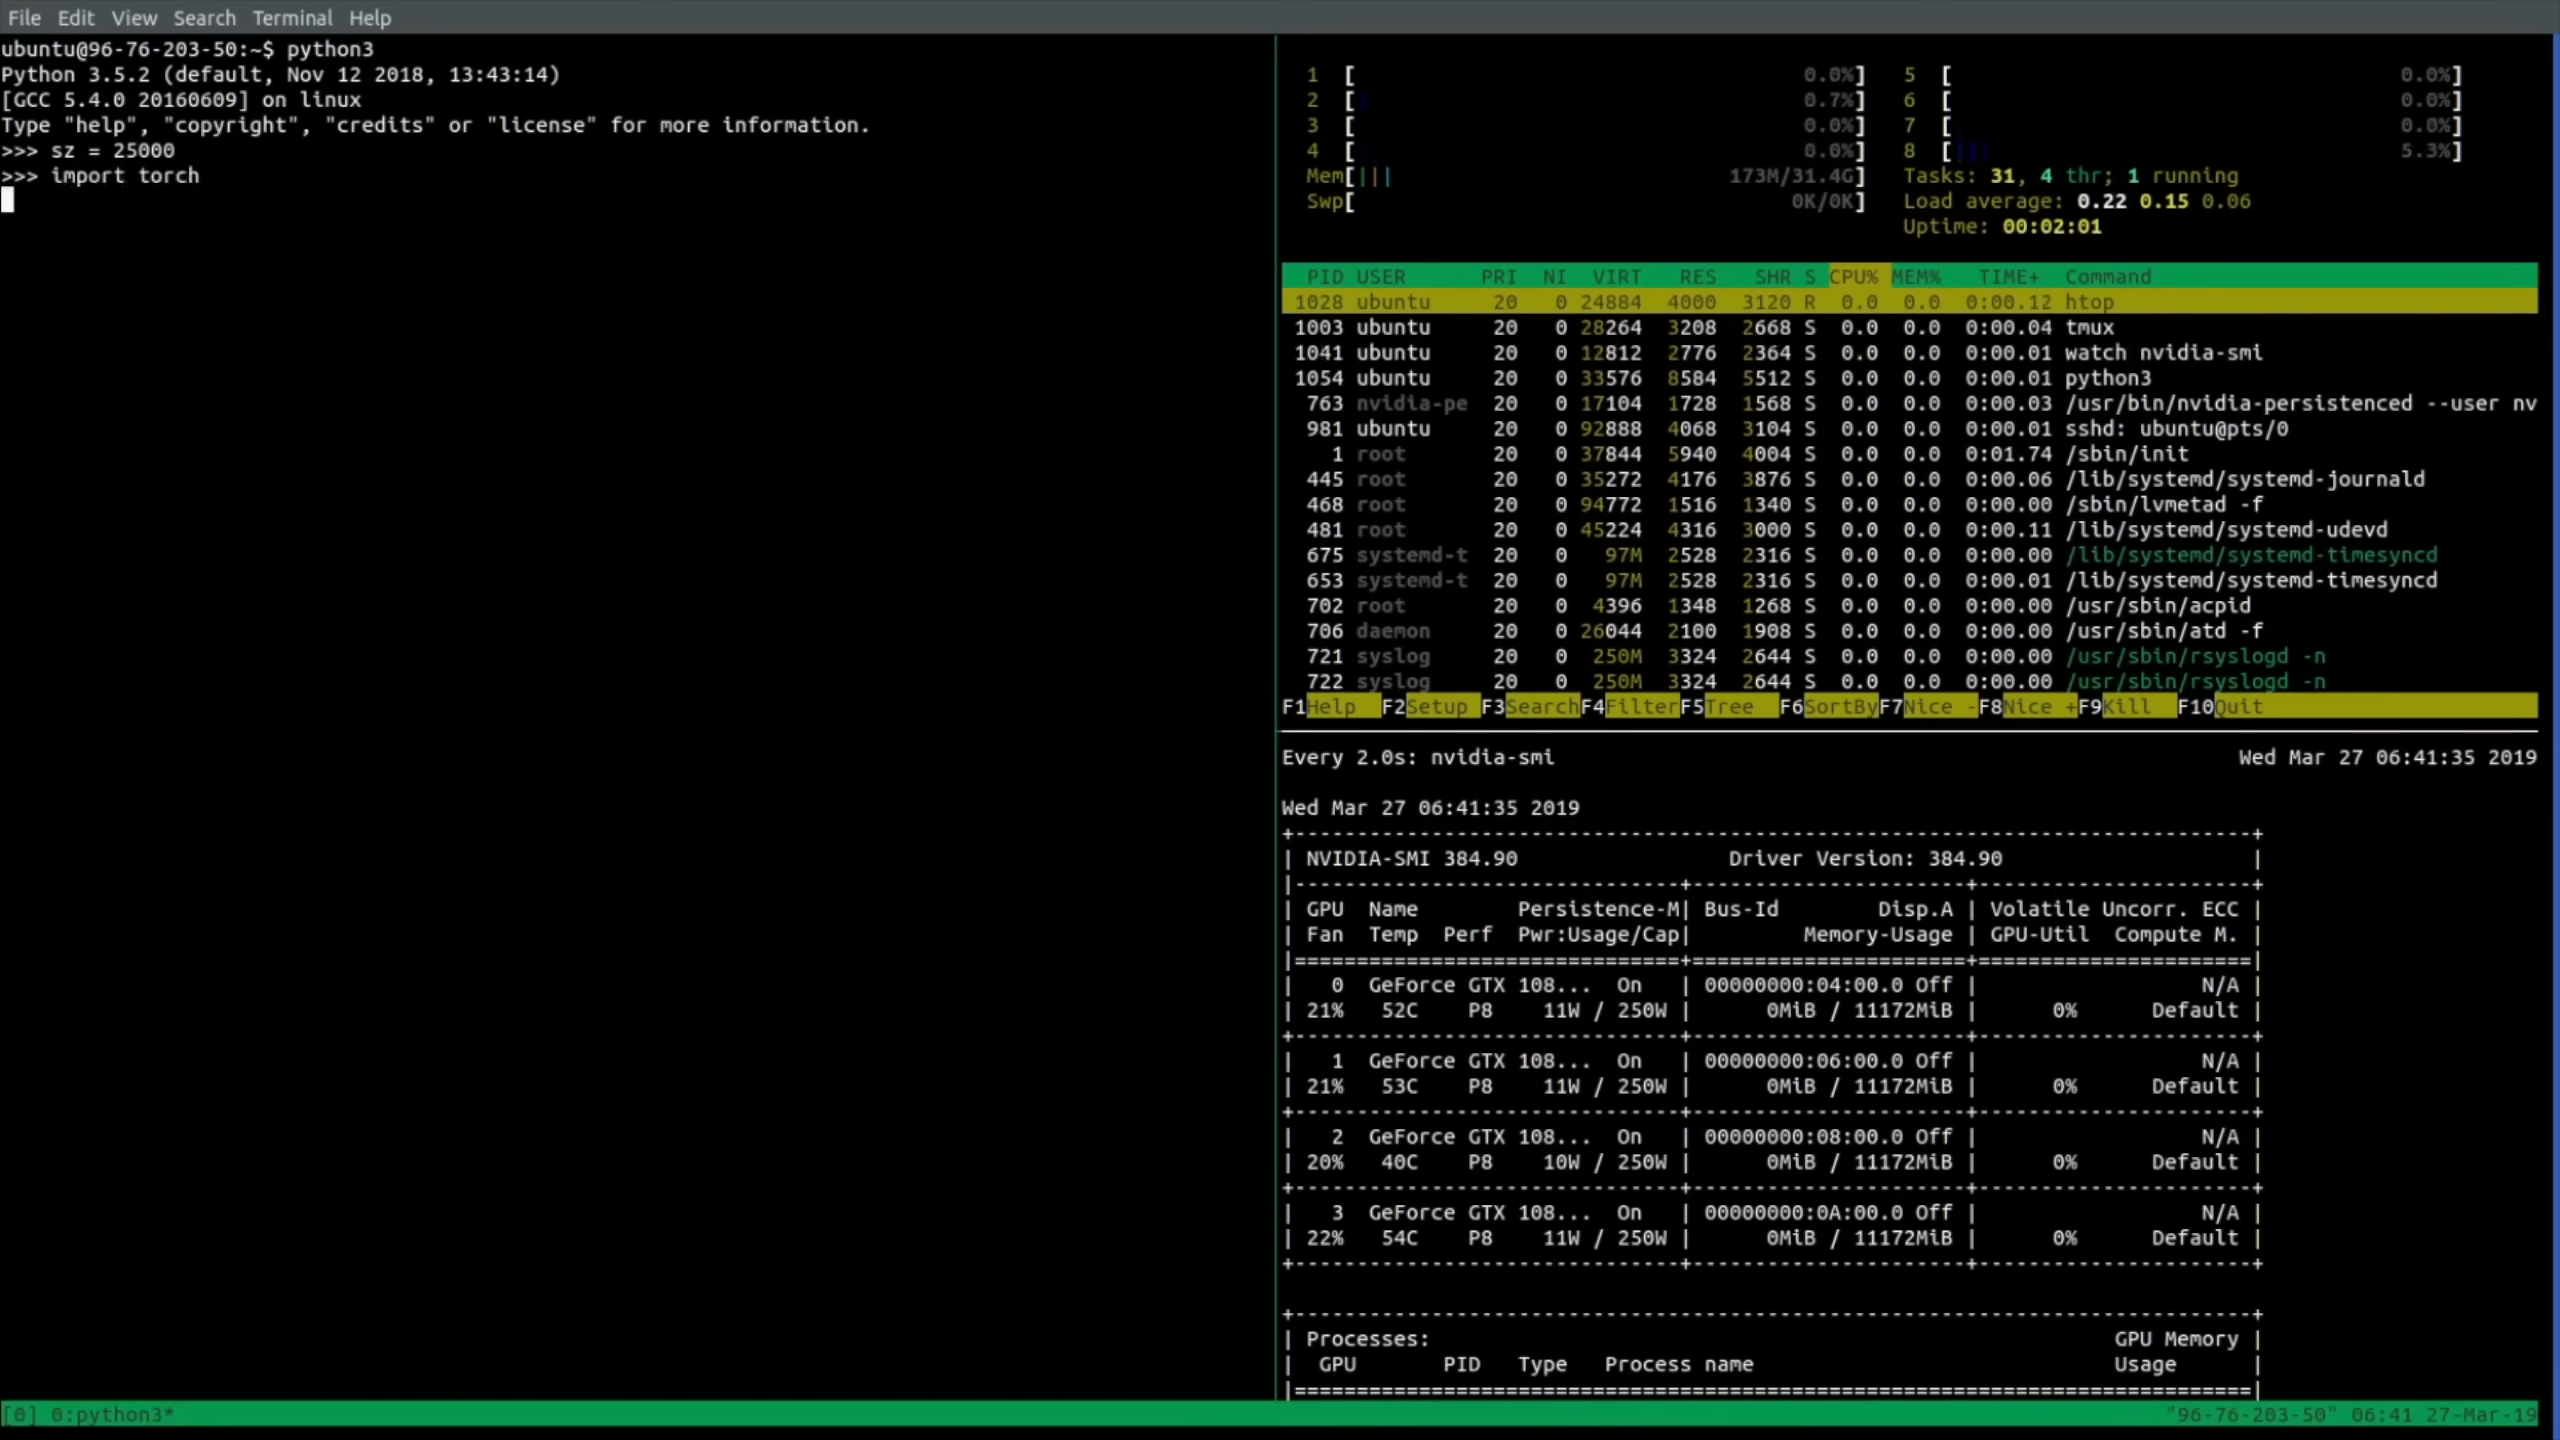 File Edit View Search Terminal Help
ubuntu@96-76-203-50:~$ python3
Python 3.5.2 (default, Nov 12 2018, 13:43:14)
[GCC 5.4.0 20160609] on linux
Type "help", "copyright", "credits" or "license" for more information.
>>> sz = 25000
>>> import torch
1 [ 0.0%] 5 [ 0.0%]
2 [ 0.7%] 6 [ 0.0%]
3 [ 0.0%] 7 [ 0.0%]
4 [ 0.0%] 8 [||| 5.3%]
Mem[||| 173M/31.4G] Tasks: 31, 4 thr; 1 running
Swp[ 0K/0K] Load average: 0.22 0.15 0.06
Uptime: 00:02:01
PID USER PRI NI VIRT RES SHR S CPU% MEM% TIME+ Command
1028 ubuntu 20 0 24884 4000 3120 R 0.0 0.0 0:00.12 htop
1003 ubuntu 20 0 28264 3208 2668 S 0.0 0.0 0:00.04 tmux
1041 ubuntu 20 0 12812 2776 2364 S 0.0 0.0 0:00.01 watch nvidia-smi
1054 ubuntu 20 0 33576 8584 5512 S 0.0 0.0 0:00.01 python3
763 nvidia-pe 20 0 17104 1728 1568 S 0.0 0.0 0:00.03 /usr/bin/nvidia-persistenced --user nv
981 ubuntu 20 0 92888 4068 3104 S 0.0 0.0 0:00.01 sshd: ubuntu@pts/0
1 root 20 0 37844 5940 4004 S 0.0 0.0 0:01.74 /sbin/init
445 root 20 0 35272 4176 3876 S 0.0 0.0 0:00.06 /lib/systemd/systemd-journald
468 root 20 0 94772 1516 1340 S 0.0 0.0 0:00.00 /sbin/lvmetad -f
481 root 20 0 45224 4316 3000 S 0.0 0.0 0:00.11 /lib/systemd/systemd-udevd
675 systemd-t 20 0 97M 2528 2316 S 0.0 0.0 0:00.00 /lib/systemd/systemd-timesyncd
653 systemd-t 20 0 97M 2528 2316 S 0.0 0.0 0:00.01 /lib/systemd/systemd-timesyncd
702 root 20 0 4396 1348 1268 S 0.0 0.0 0:00.00 /usr/sbin/acpid
706 daemon 20 0 26044 2100 1908 S 0.0 0.0 0:00.00 /usr/sbin/atd -f
721 syslog 20 0 250M 3324 2644 S 0.0 0.0 0:00.00 /usr/sbin/rsyslogd -n
722 syslog 20 0 250M 3324 2644 S 0.0 0.0 0:00.00 /usr/sbin/rsyslogd -n
F1Help F2Setup F3SearchF4FilterF5Tree F6SortByF7Nice -F8Nice +F9Kill F10Quit
Every 2.0s: nvidia-smi Wed Mar 27 06:41:35 2019
Wed Mar 27 06:41:35 2019
+-----------------------------------------------------------------------------+
| NVIDIA-SMI 384.90 Driver Version: 384.90 |
|-------------------------------+----------------------+----------------------+
| GPU Name Persistence-M| Bus-Id Disp.A | Volatile Uncorr. ECC |
| Fan Temp Perf Pwr:Usage/Cap| Memory-Usage | GPU-Util Compute M. |
|===============================+======================+======================|
| 0 GeForce GTX 108... On | 00000000:04:00.0 Off | N/A |
| 21% 52C P8 11W / 250W | 0MiB / 11172MiB | 0% Default |
+-------------------------------+----------------------+----------------------+
| 1 GeForce GTX 108... On | 00000000:06:00.0 Off | N/A |
| 21% 53C P8 11W / 250W | 0MiB / 11172MiB | 0% Default |
+-------------------------------+----------------------+----------------------+
| 2 GeForce GTX 108... On | 00000000:08:00.0 Off | N/A |
| 20% 40C P8 10W / 250W | 0MiB / 11172MiB | 0% Default |
+-------------------------------+----------------------+----------------------+
| 3 GeForce GTX 108... On | 00000000:0A:00.0 Off | N/A |
| 22% 54C P8 11W / 250W | 0MiB / 11172MiB | 0% Default |
+-------------------------------+----------------------+----------------------+
+-----------------------------------------------------------------------------+
| Processes: GPU Memory |
| GPU PID Type Process name Usage |
|=============================================================================|
[0] 0:python3* "96-76-203-50" 06:41 27-Mar-19